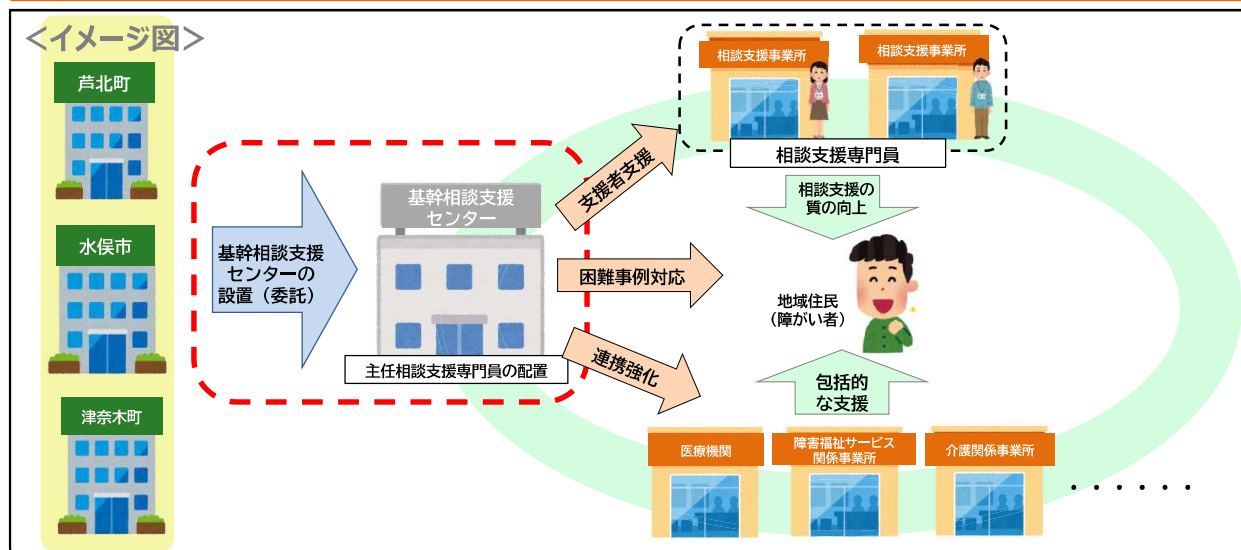 ＜イメージ図＞
芦北町
水俣市
津奈木町
基幹相談支援
センターの
設置（委託）
基幹相談支援
センター
主任相談支援専門員の配置
支援者支援
困難事例対応
連携強化
相談支援事業所
相談支援事業所
相談支援専門員
相談支援の
質の向上
地域住民
（障がい者）
包括的
な支援
医療機関
障害福祉サービス
関係事業所
介護関係事業所
・・・・・・